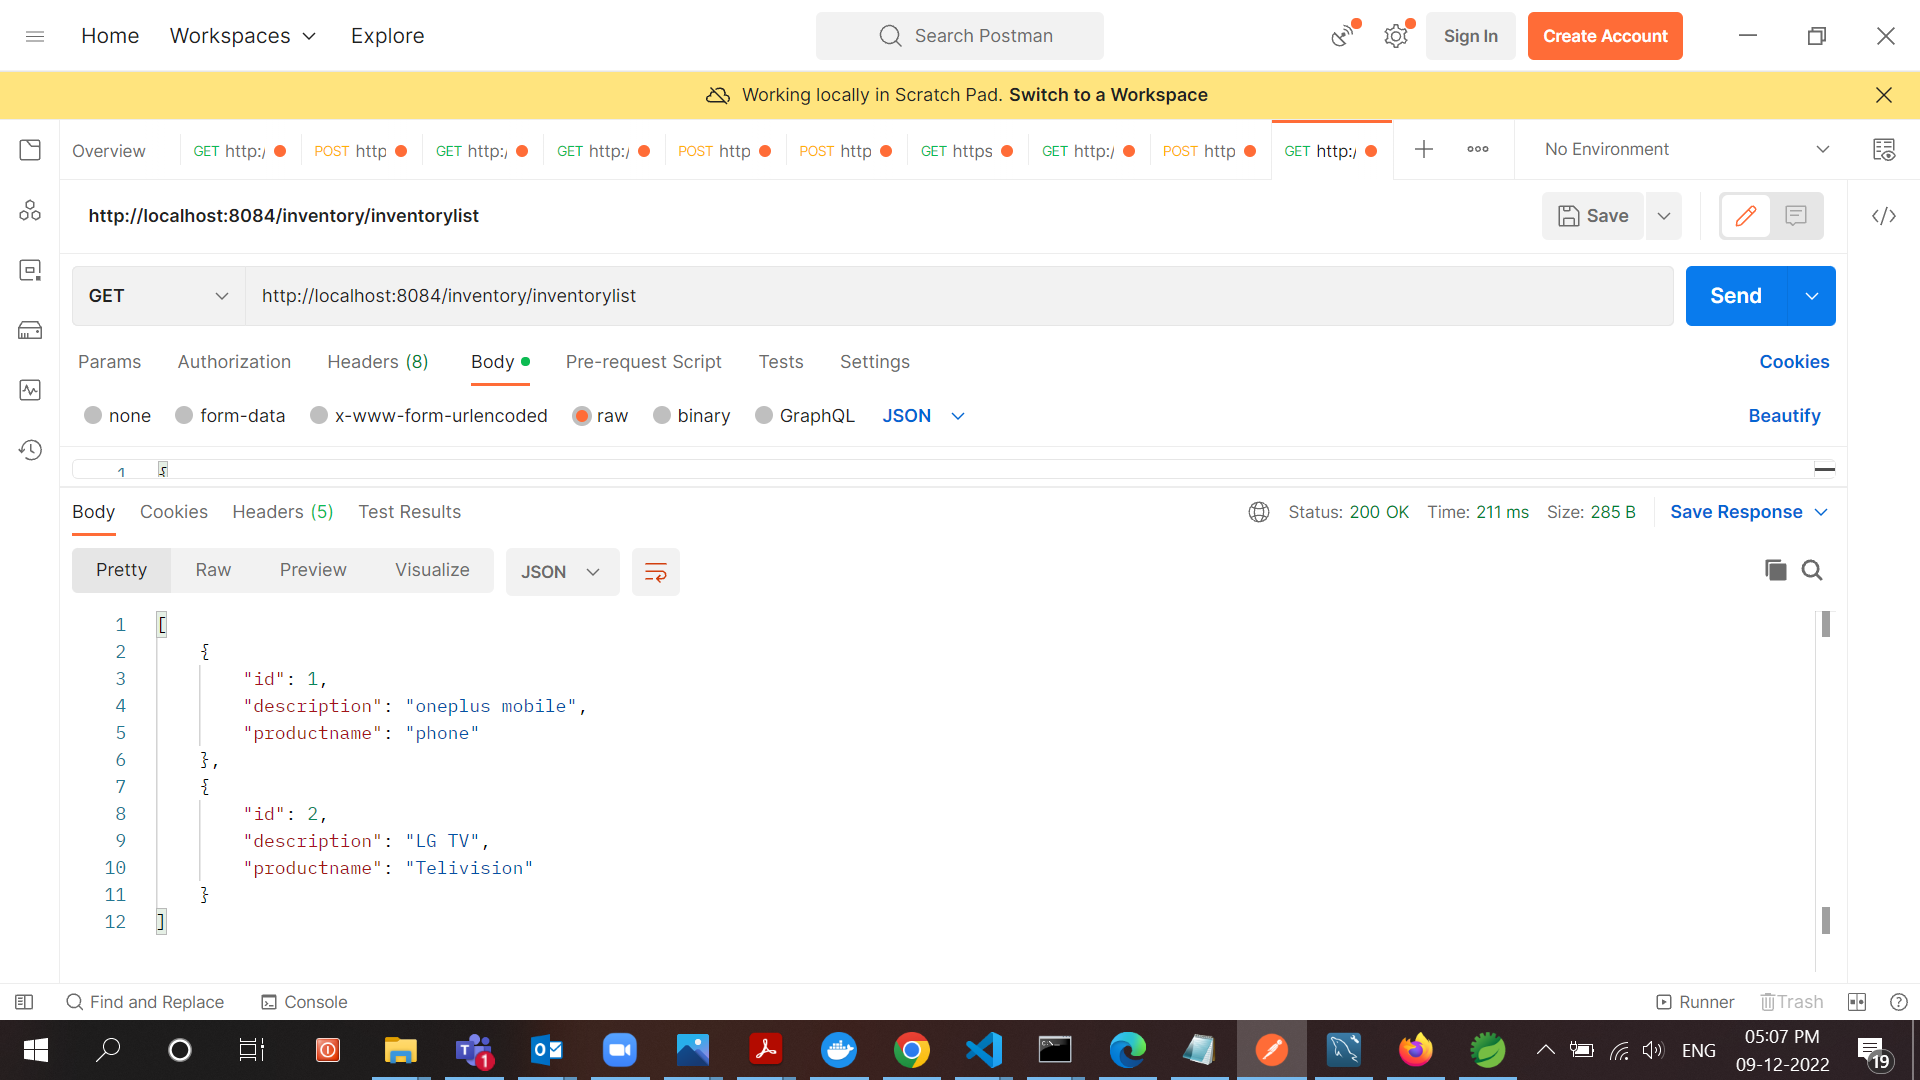 Home Workspaces Explore Search Postman Sign In Create Account
Working locally in Scratch Pad. Switch to a Workspace
Overview GET http:/ POST http GET http:/ GET http:/ POST http POST http GET https GET http:/ POST http GET http:/ No Environment
http://localhost:8084/inventory/inventorylist Save
GET http://localhost:8084/inventory/inventorylist Send
Params Authorization Headers (8) Body Pre-request Script Tests Settings Cookies
none form-data x-www-form-urlencoded raw binary GraphQL JSON Beautify
1 {
Body Cookies Headers (5) Test Results Status: 200 OK Time: 211 ms Size: 285 B Save Response
Pretty Raw Preview Visualize JSON
1 [
2 {
3 "id": 1,
4 "description": "oneplus mobile",
5 "productname": "phone"
6 },
7 {
8 "id": 2,
9 "description": "LG TV",
10 "productname": "Telivision"
11 }
12 ]
Find and Replace Console Runner Trash
1 ENG 05:07 PM 19
09-12-2022